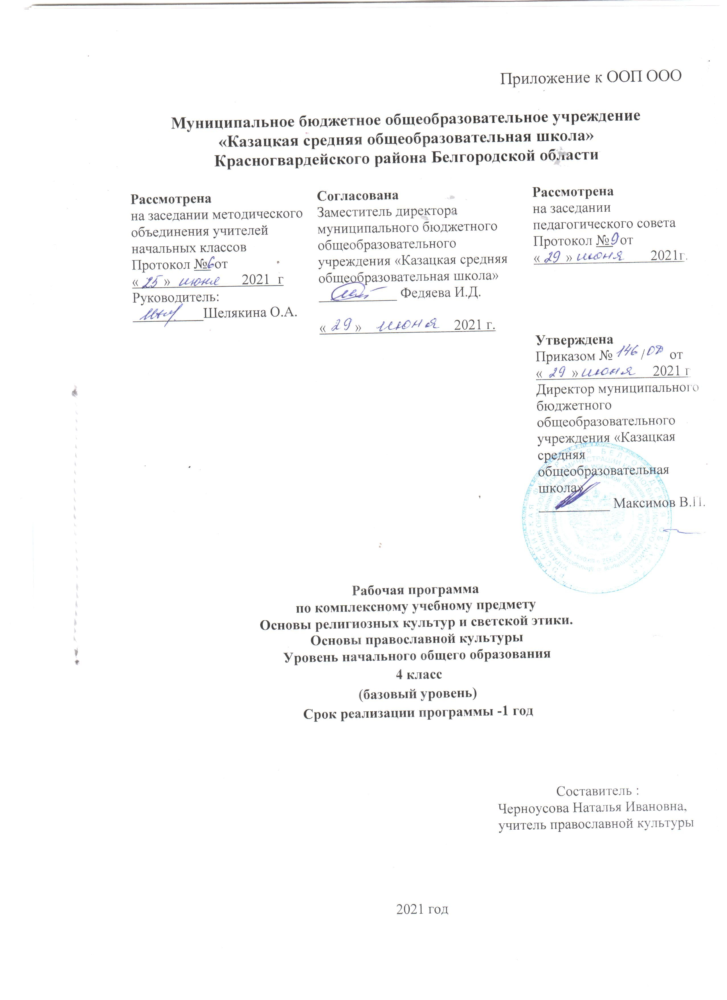 Приложение к ООП ООО
Муниципальное бюджетное общеобразовательное учреждение
«Казацкая средняя общеобразовательная школа»
Красногвардейского района Белгородской области
Рассмотрена
на заседании методического
объединения учителей
начальных классов
Протокол №6 от
« 25 » июня 2021 г
Руководитель:
Шелякина О.А.
Согласована
Заместитель директора
муниципального бюджетного
общеобразовательного
учреждения «Казацкая средняя
общеобразовательная школа»
Федяева И.Д.
« 29 » июня 2021 г.
Рассмотрена
на заседании
педагогического совета
Протокол №9 от
« 29 » июня 2021г.
Утверждена
Приказом № 146/ОД от
« 29 » июня 2021 г
Директор муниципального
бюджетного
общеобразовательного
учреждения «Казацкая
средняя
общеобразовательная
школа»
Максимов В.П.
Рабочая программа
по комплексному учебному предмету
Основы религиозных культур и светской этики.
Основы православной культуры
Уровень начального общего образования
4 класс
(базовый уровень)
Срок реализации программы -1 год
Составитель :
Черноусова Наталья Ивановна,
учитель православной культуры
2021 год